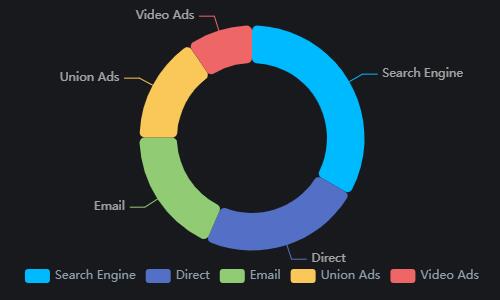 Video Ads
Union Ads
Search Engine
Email
Direct
Search Engine Direct Email Union Ads Video Ads